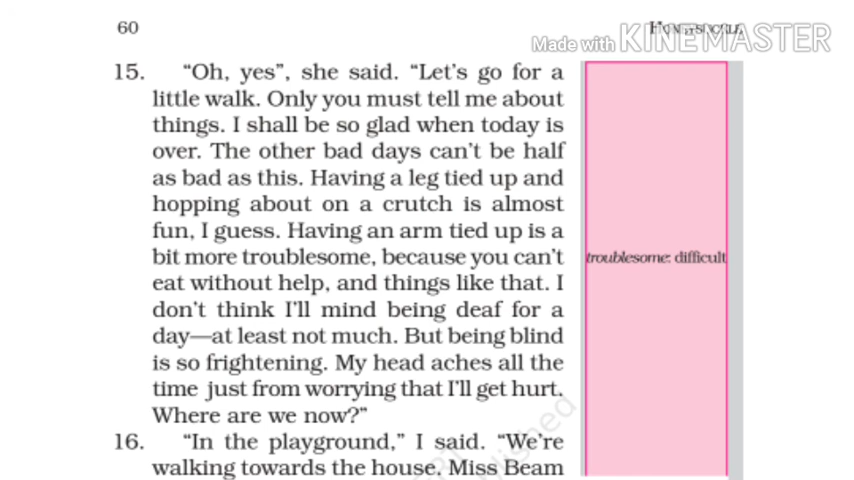 60
HONEYSUCKLE
Made with KINEMASTER
15. "Oh, yes", she said. "Let's go for a
little walk. Only you must tell me about
things. I shall be so glad when today is
over. The other bad days can't be half
as bad as this. Having a leg tied up and
hopping about on a crutch is almost
fun, I guess. Having an arm tied up is a
bit more troublesome, because you can't
eat without help, and things like that. I
don't think I'll mind being deaf for a
day—at least not much. But being blind
is so frightening. My head aches all the
time just from worrying that I'll get hurt.
Where are we now?"
troublesome: difficult
16. "In the playground," I said. "We're
walking towards the house. Miss Beam